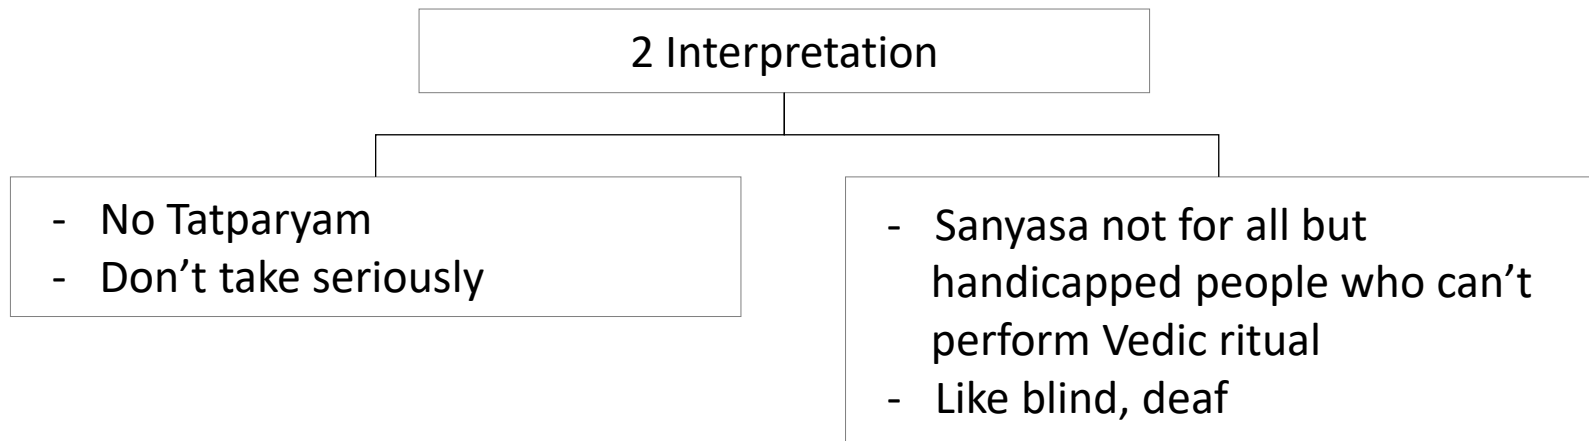 2 Interpretation
- No Tatparyam
- Don’t take seriously
- Sanyasa not for all but
handicapped people who can’t
perform Vedic ritual
- Like blind, deaf